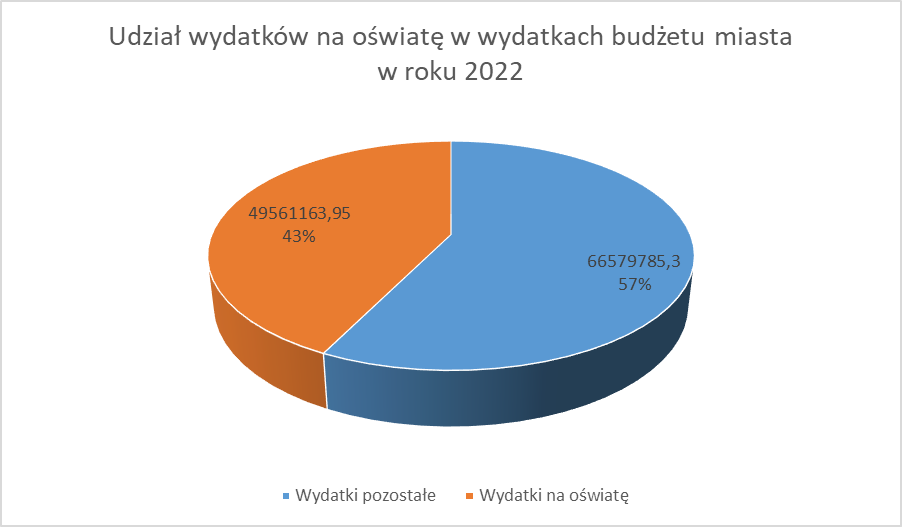 Udział wydatków na oświatę w wydatkach budżetu miasta
w roku 2022
49561163,95
43%
66579785,3
57%
Wydatki pozostałe
Wydatki na oświatę